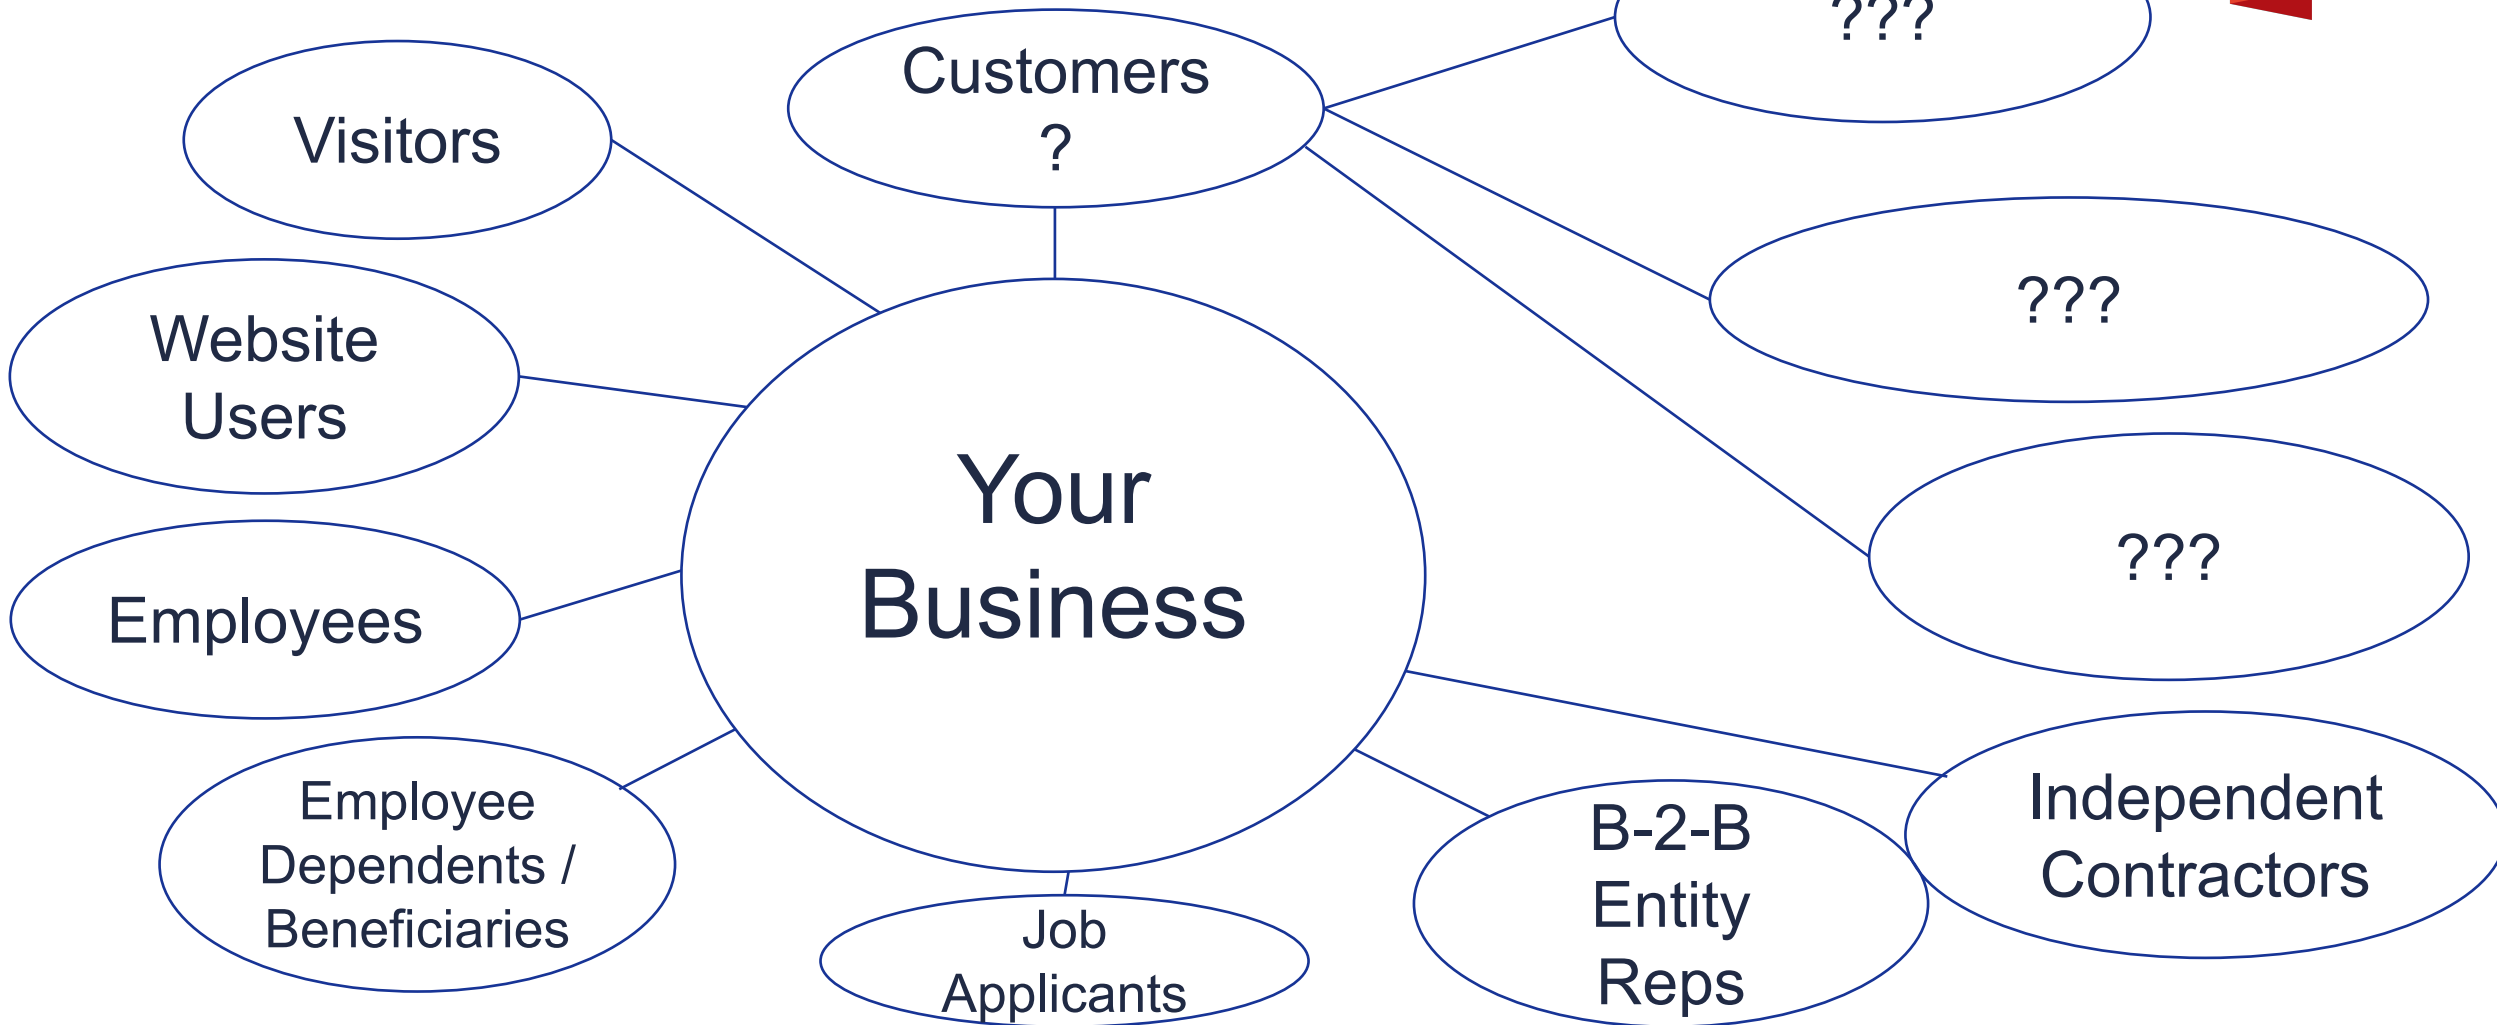 Customers
?
???
Visitors
???
Website
Users
Your
Business
???
Employees
Employee
Dependents /
Beneficiaries
Job
Applicants
B-2-B
Entity
Reps
Independent
Contractors